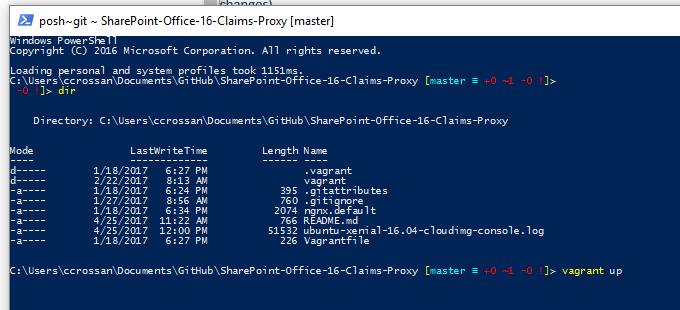 changes)
posh~git ~ SharePoint-Office-16-Claims-Proxy [master]
Windows PowerShell
Copyright (C) 2016 Microsoft Corporation. All rights reserved.
Loading personal and system profiles took 1151ms.
C:\Users\ccrossan\Documents\GitHub\SharePoint-Office-16-Claims-Proxy [master ≡ +0 ~1 -0 !]>
-0 !]> dir
Directory: C:\Users\ccrossan\Documents\GitHub\SharePoint-Office-16-Claims-Proxy
Mode LastWriteTime Length Name
---- ------------- ------ ----
d----- 1/18/2017 6:27 PM .vagrant
d----- 2/22/2017 8:13 AM vagrant
-a---- 1/18/2017 6:24 PM 395 .gitattributes
-a---- 1/27/2017 8:56 AM 760 .gitignore
-a---- 1/18/2017 6:34 PM 2074 ngnx.default
-a---- 4/25/2017 11:22 AM 766 README.md
-a---- 4/25/2017 12:00 PM 51532 ubuntu-xenial-16.04-cloudimg-console.log
-a---- 1/18/2017 6:27 PM 226 Vagrantfile
C:\Users\ccrossan\Documents\GitHub\SharePoint-Office-16-Claims-Proxy [master ≡ +0 ~1 -0 !]> vagrant up